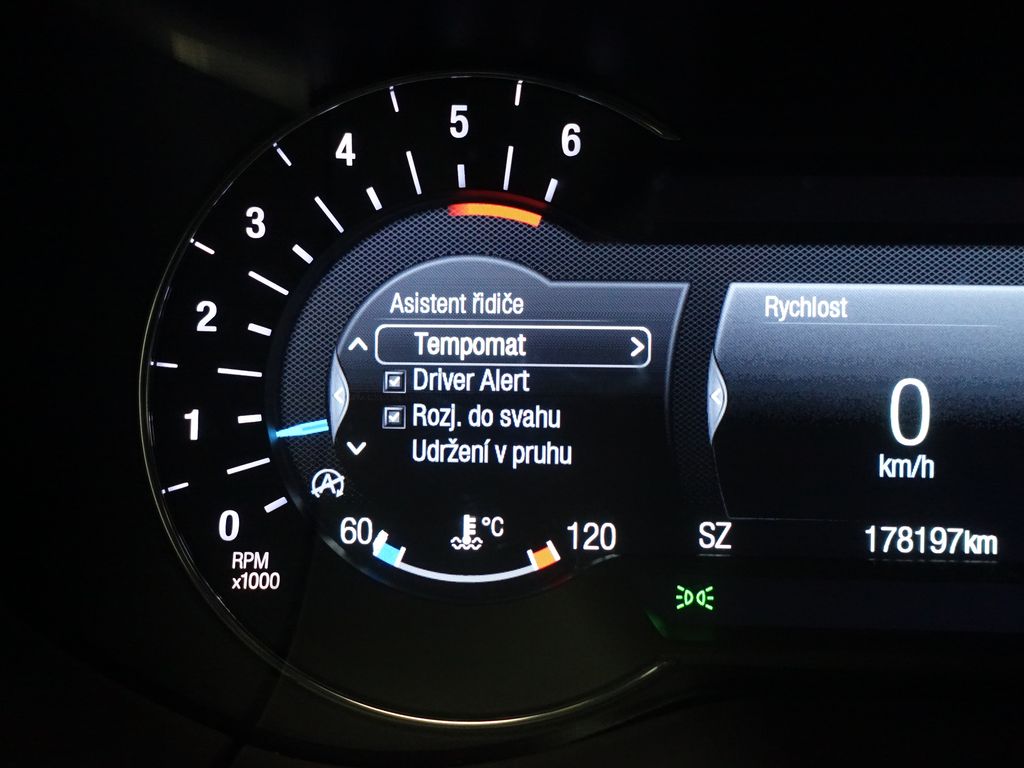 6
5
4
3
2
1
0
RPM
x1000
Asistent řidiče
Tempomat
Driver Alert
Rozj. do svahu
Udržení v pruhu
60
°C
120
Rychlost
0
km/h
SZ
178197km